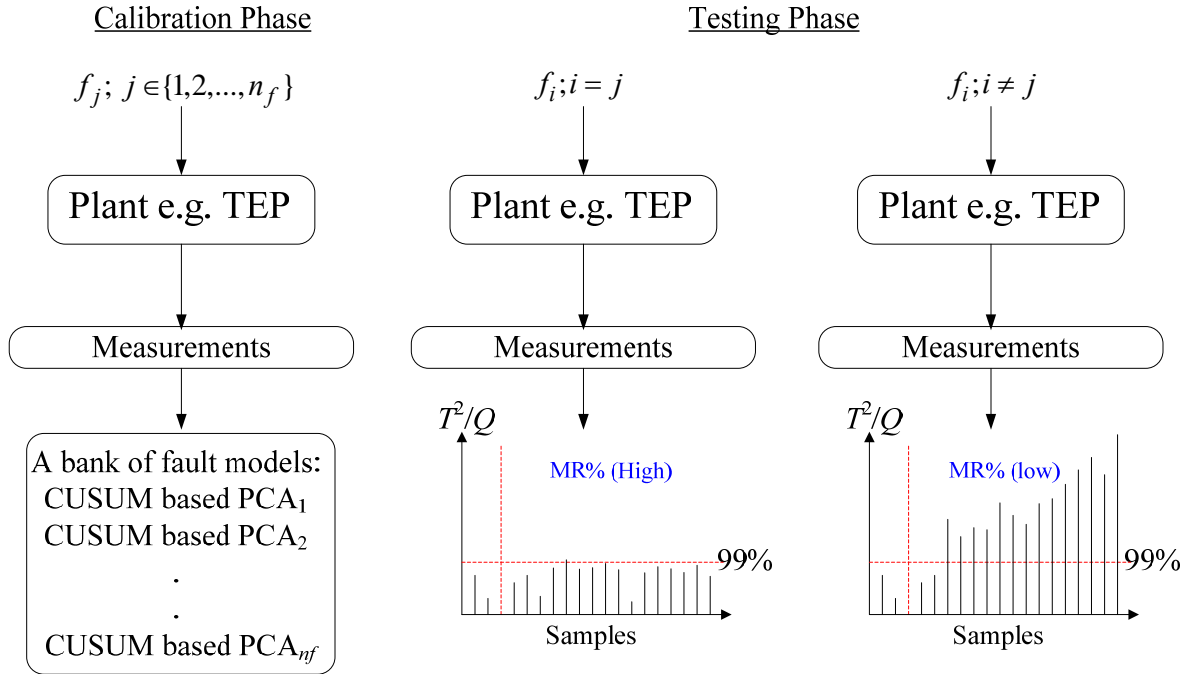 Calibration Phase
f_j; j ∈{1,2,...,n_f}
Plant e.g. TEP
Measurements
A bank of fault models:
CUSUM based PCA₁
CUSUM based PCA₂
.
.
CUSUM based PCA_nf
Testing Phase
f_i; i = j
Plant e.g. TEP
Measurements
T²/Q
MR% (High)
99%
Samples
f_i; i ≠ j
Plant e.g. TEP
Measurements
T²/Q
MR% (low)
99%
Samples